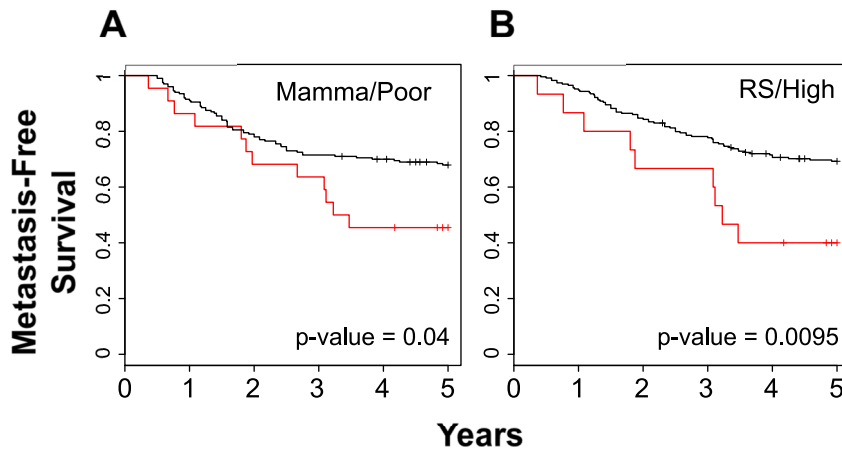 A
B
Metastasis-Free
Survival
1
0.8
0.6
0.4
0.2
0
Mamma/Poor
p-value = 0.04
0 1 2 3 4 5
1
0.8
0.6
0.4
0.2
0
RS/High
p-value = 0.0095
0 1 2 3 4 5
Years